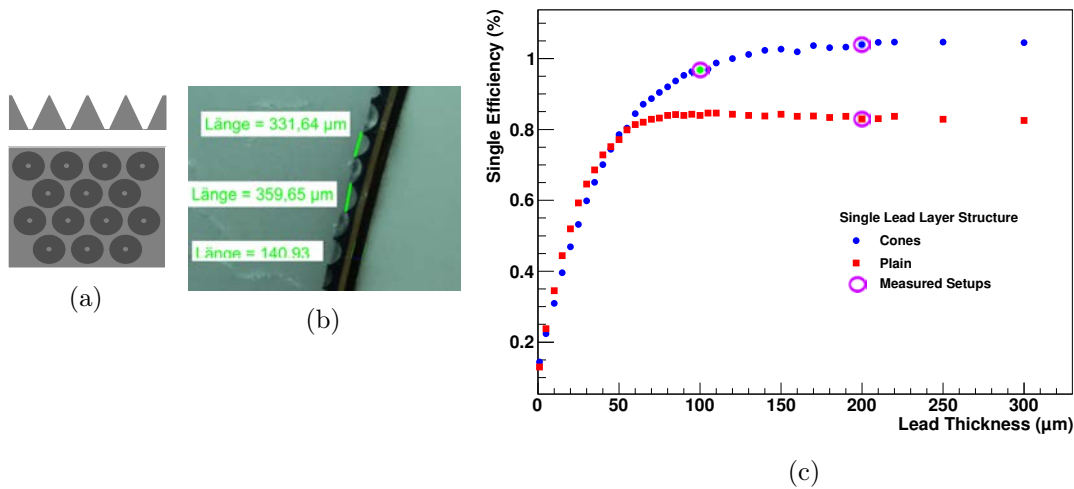 (a)
Länge = 331,64 µm
Länge = 359,65 µm
Länge = 140.93
(b)
Single Efficiency (%)
1
0.8
0.6
0.4
0.2
0
50
100
150
200
250
300
Lead Thickness (µm)
Single Lead Layer Structure
Cones
Plain
Measured Setups
(c)